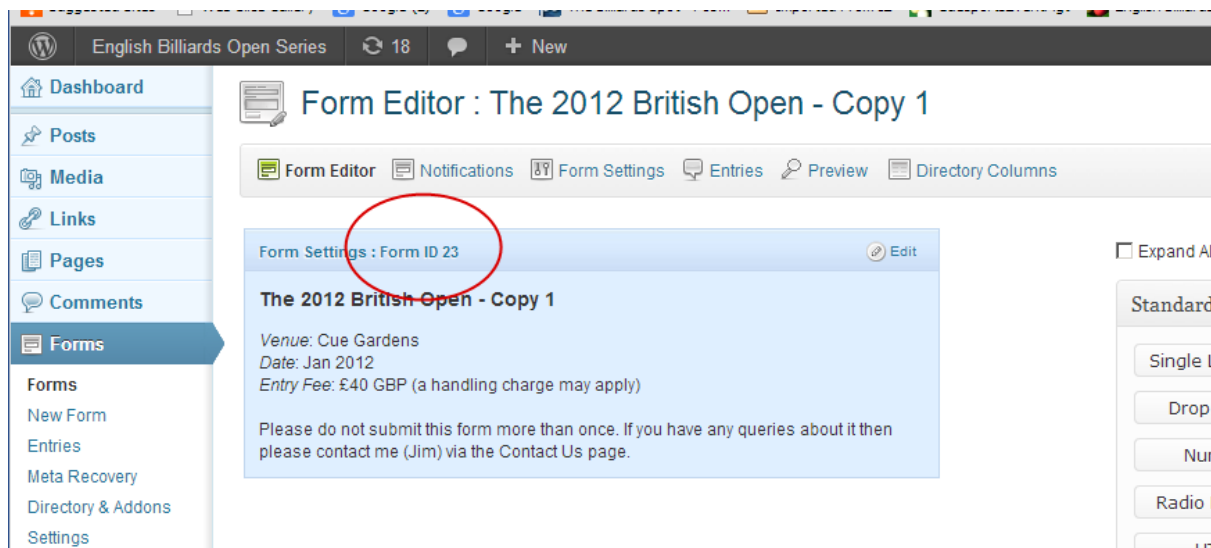 English Billiards Open Series 18 + New
Dashboard
Posts
Media
Links
Pages
Comments
Forms
Forms
New Form
Entries
Meta Recovery
Directory & Addons
Settings
Form Editor : The 2012 British Open - Copy 1
Form Editor Notifications Form Settings Entries Preview Directory Columns
Form Settings : Form ID 23 Edit
The 2012 British Open - Copy 1
Venue: Cue Gardens
Date: Jan 2012
Entry Fee: £40 GBP (a handling charge may apply)
Please do not submit this form more than once. If you have any queries about it then
please contact me (Jim) via the Contact Us page.
Expand Al
Standard
Single L
Drop
Nur
Radio